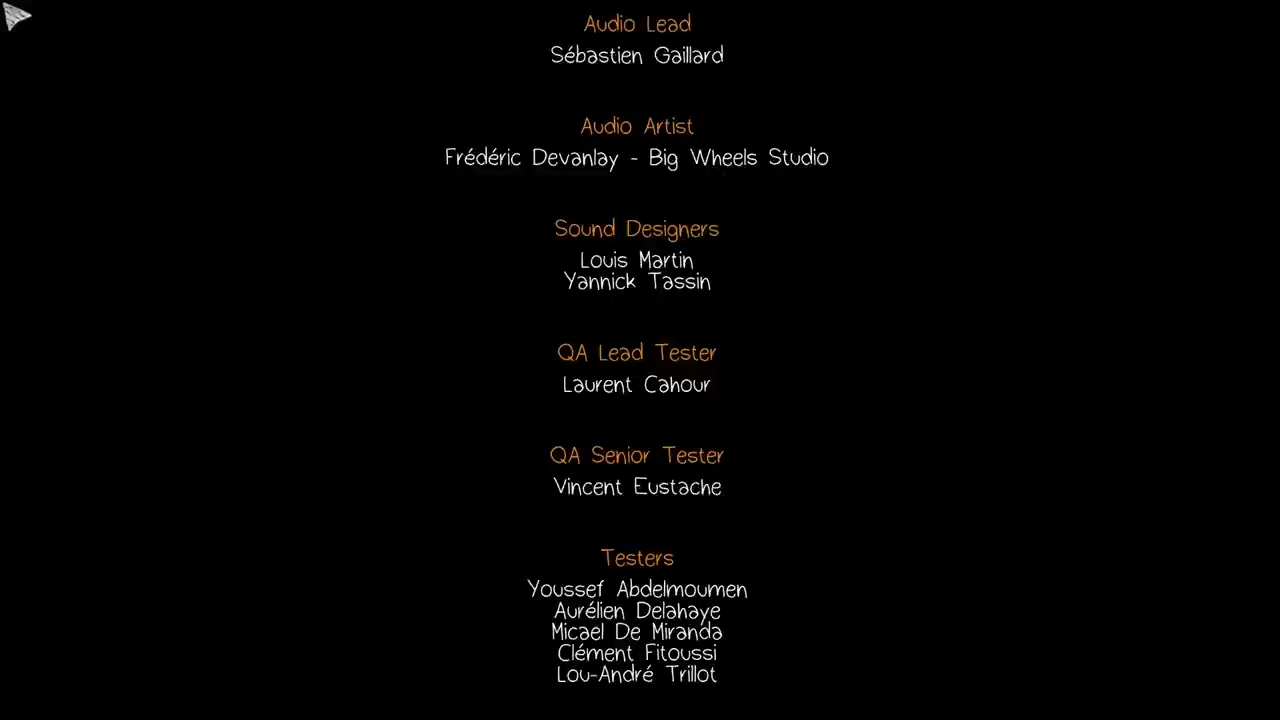 Audio Lead
Sébastien Gaillard
Audio Artist
Frédéric Devanlay - Big Wheels Studio
Sound Designers
Louis Martin
Yannick Tassin
QA Lead Tester
Laurent Cahour
QA Senior Tester
Vincent Eustache
Testers
Youssef Abdelmoumen
Aurélien Delahaye
Micael De Miranda
Clément Fitoussi
Lou-André Trillot